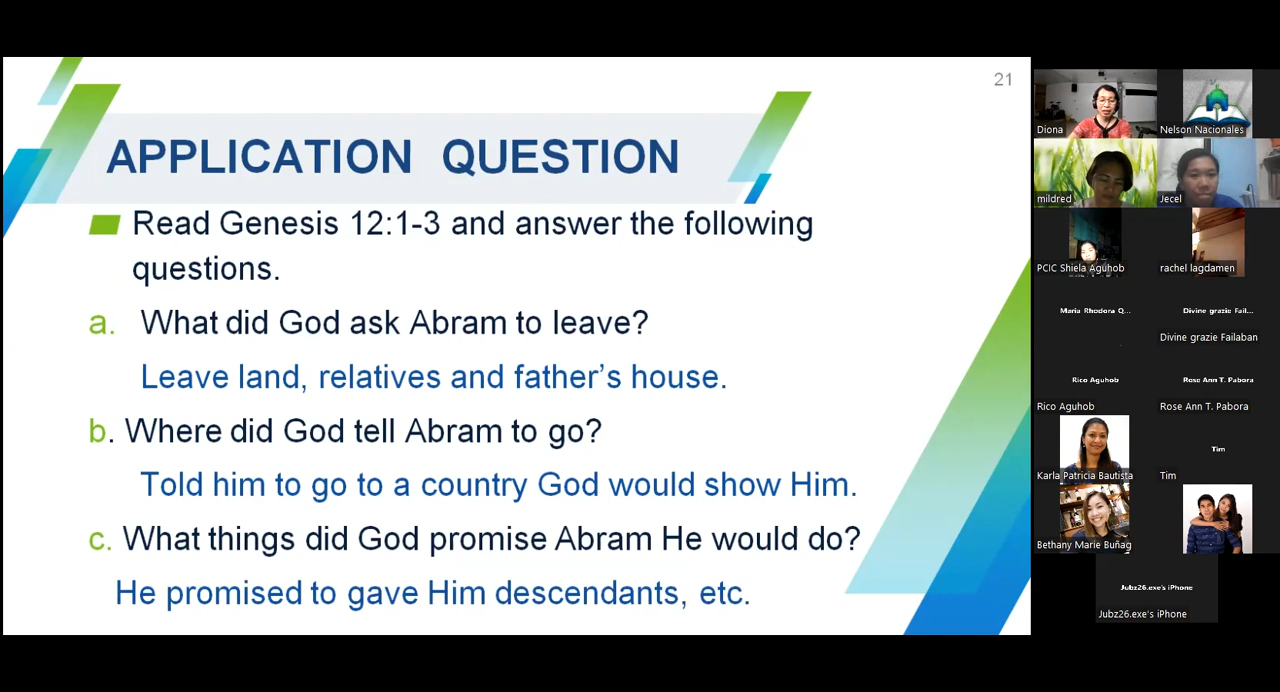 21
APPLICATION QUESTION
Read Genesis 12:1-3 and answer the following
questions.
a. What did God ask Abram to leave?
Leave land, relatives and father’s house.
b. Where did God tell Abram to go?
Told him to go to a country God would show Him.
c. What things did God promise Abram He would do?
He promised to gave Him descendants, etc.
Diona
Nelson Nacionales
mildred
Jecel
PCIC Shiela Aguhob
rachel lagdamen
Maria Rhodora Q...
Divine grazie Fail...
Divine grazie Failaban
Rico Aguhob
Rose Ann T. Pabora
Rico Aguhob
Rose Ann T. Pabora
Karla Patricia Bautista
Tim
Tim
Bethany Marie Buñag
Jubz26.exe's iPhone
Jubz26.exe's iPhone